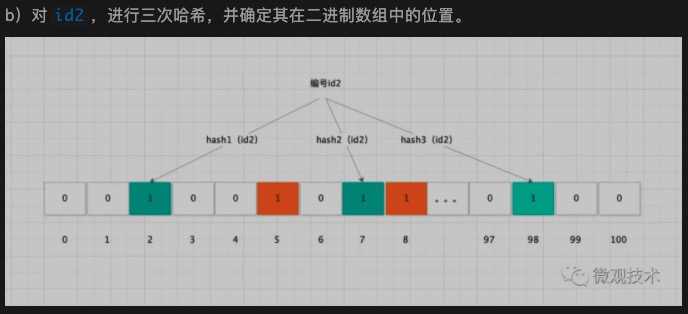 b) 对 id2 ，进行三次哈希，并确定其在二进制数组中的位置。
编号id2
hash1（id2） hash2（id2） hash3（id2）
0 0 1 0 0 1 0 1 1 ... 0 1 0 0
0 1 2 3 4 5 6 7 8 97 98 99 100
微观技术